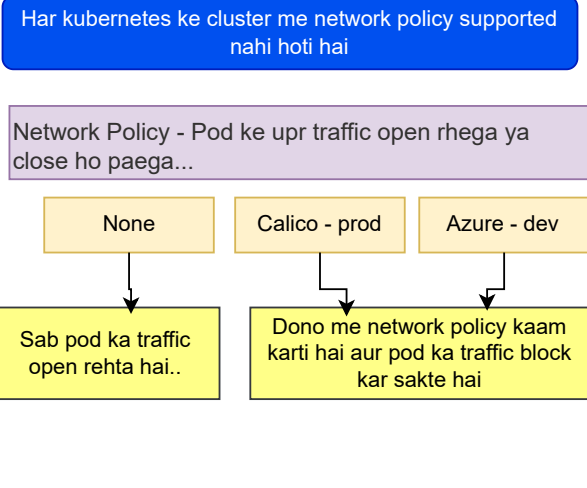 Har kubernetes ke cluster me network policy supported
nahi hoti hai
Network Policy - Pod ke upr traffic open rhega ya
close ho paega...
None
Calico - prod
Azure - dev
Sab pod ka traffic
open rehta hai..
Dono me network policy kaam
karti hai aur pod ka traffic block
kar sakte hai